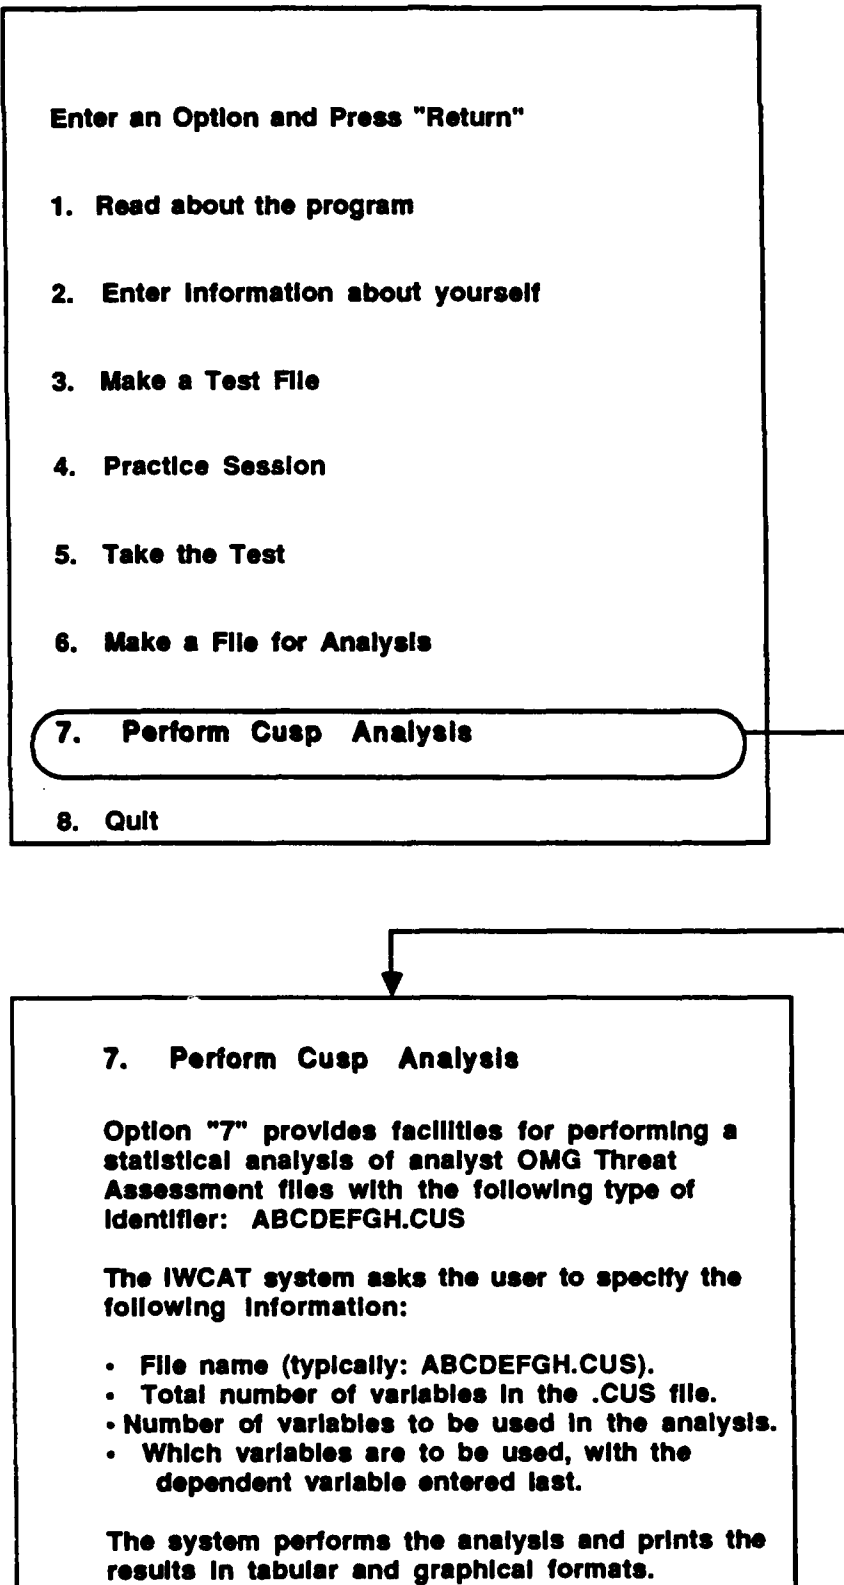 Enter an Option and Press "Return"
1. Read about the program
2. Enter Information about yourself
3. Make a Test File
4. Practice Session
5. Take the Test
6. Make a File for Analysis
7. Perform Cusp Analysis
8. Quit
7. Perform Cusp Analysis
Option "7" provides facilities for performing a
statistical analysis of analyst OMG Threat
Assessment files with the following type of
Identifier: ABCDEFGH.CUS
The IWCAT system asks the user to specify the
following Information:
• File name (typically: ABCDEFGH.CUS).
• Total number of variables in the .CUS file.
• Number of variables to be used in the analysis.
• Which variables are to be used, with the
dependent variable entered last.
The system performs the analysis and prints the
results in tabular and graphical formats.